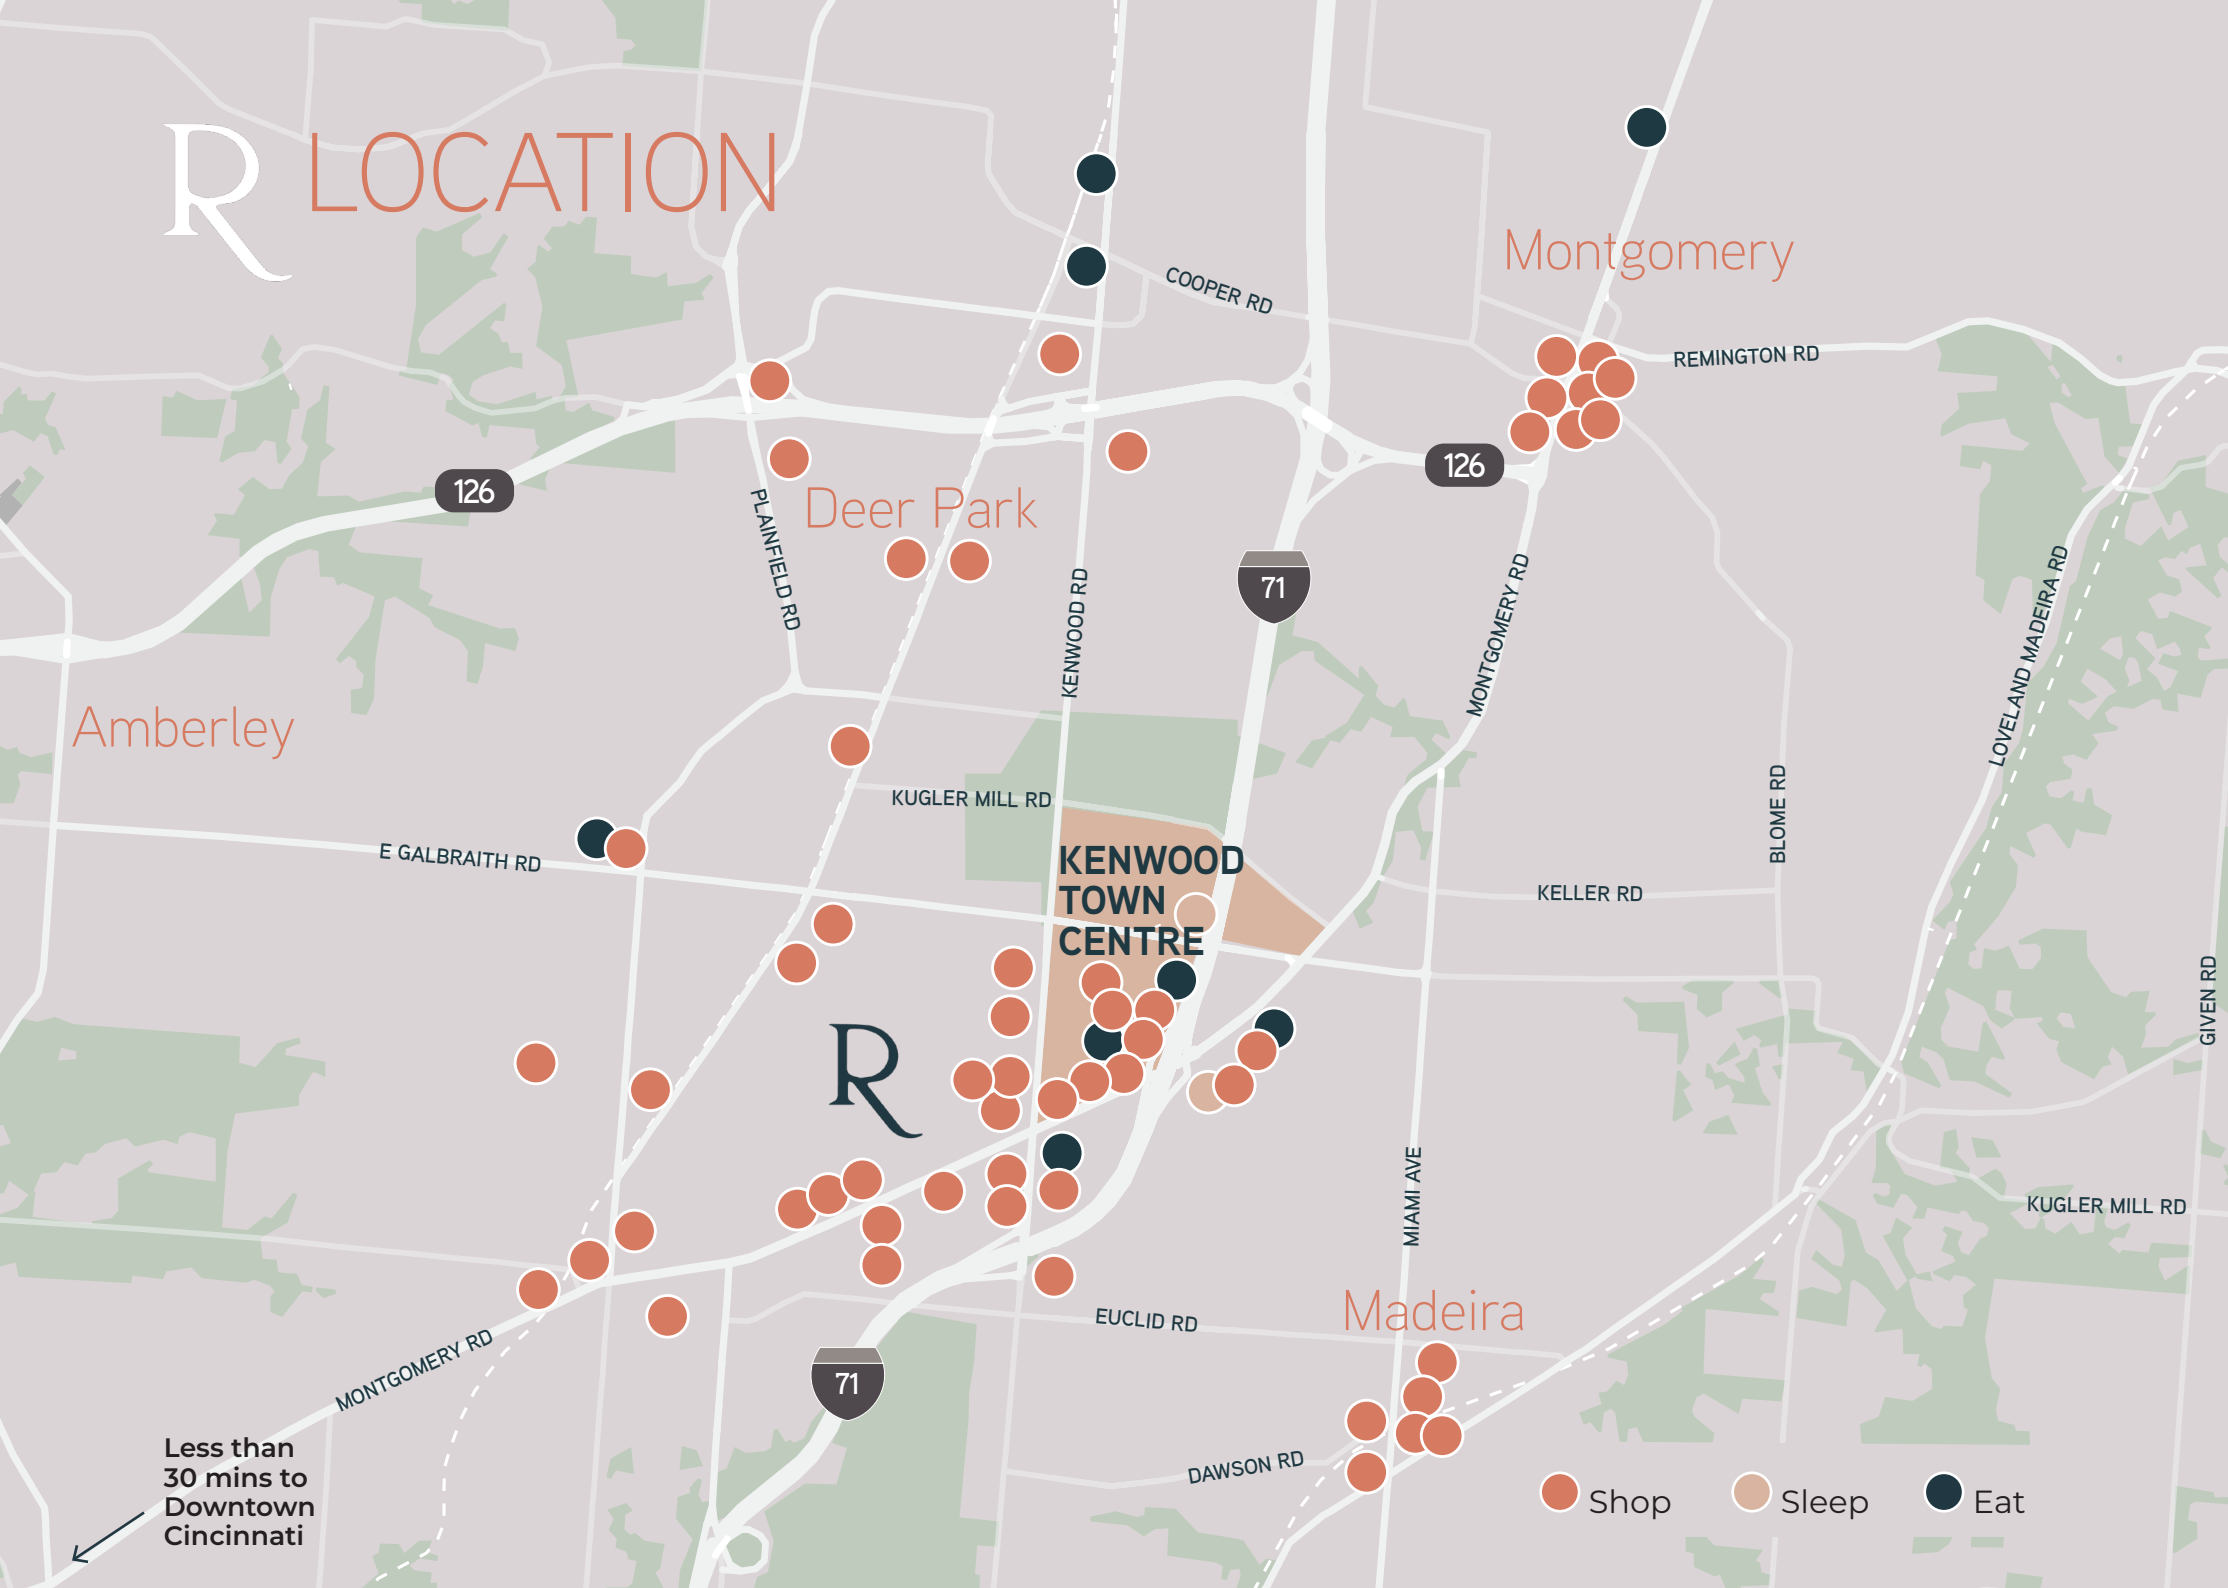 R LOCATION
Montgomery
COOPER RD
REMINGTON RD
126
126
Deer Park
PLAINFIELD RD
KENWOOD RD
71
MONTGOMERY RD
LOVELAND MADEIRA RD
Amberley
KUGLER MILL RD
BLOME RD
E GALBRAITH RD
KENWOOD
TOWN
CENTRE
KELLER RD
GIVEN RD
R
MIAMI AVE
KUGLER MILL RD
EUCLID RD
Madeira
MONTGOMERY RD
71
Less than
30 mins to
Downtown
Cincinnati
DAWSON RD
Shop
Sleep
Eat